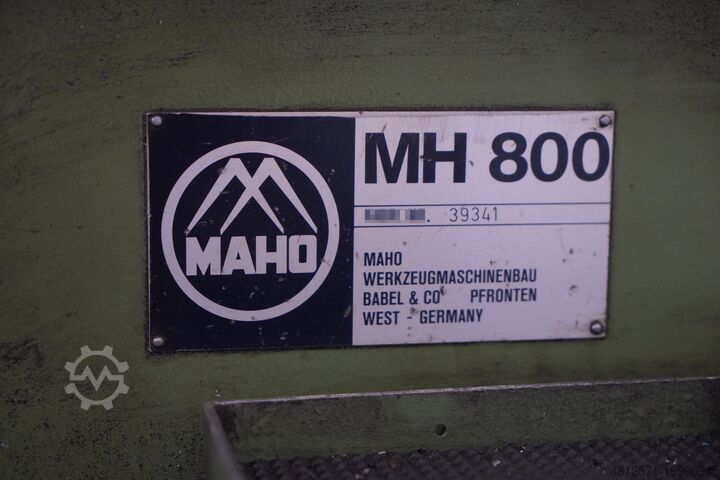 MAHO
MH 800
. 39341
MAHO
WERKZEUGMASCHINENBAU
BABEL & CO PFRONTEN
WEST - GERMANY